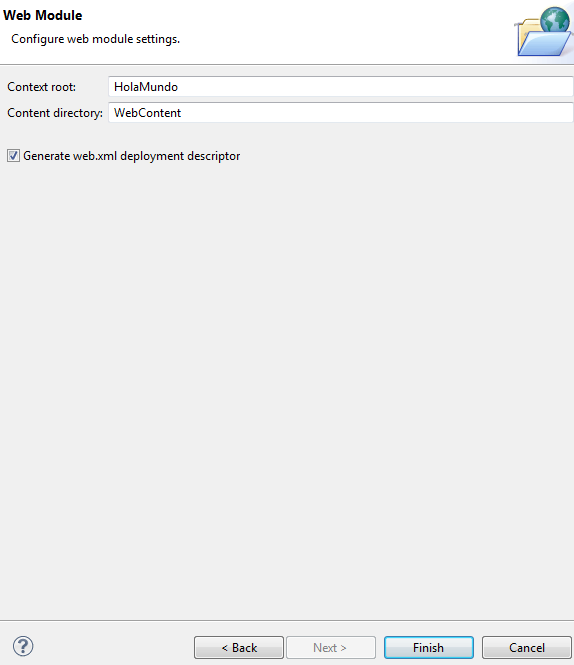 Web Module
Configure web module settings.
Context root: HolaMundo
Content directory: WebContent
Generate web.xml deployment descriptor
? < Back Next > Finish Cancel